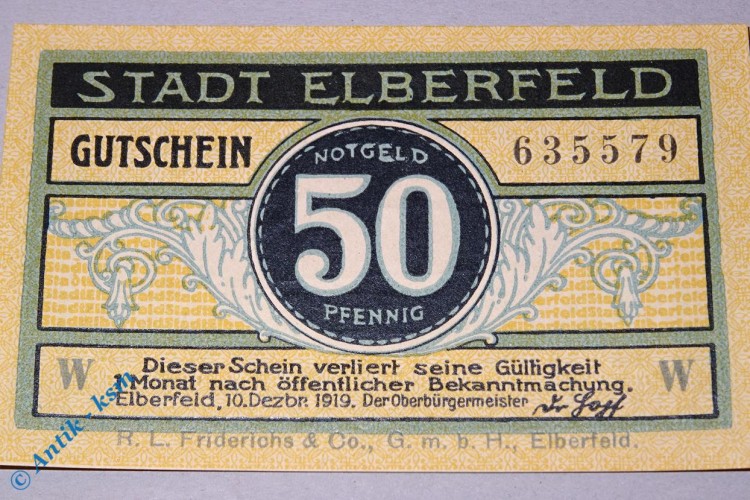 STADT ELBERFELD
GUTSCHEIN
635579
NOTGELD
50
PFENNIG
W
W
Dieser Schein verliert seine Gültigkeit
1 Monat nach öffentlicher Bekanntmachung.
Elberfeld, 10. Dezbr. 1919. Der Oberbürgermeister
R. L. Friderichs & Co., G. m. b. H., Elberfeld.
© Antik - ksm